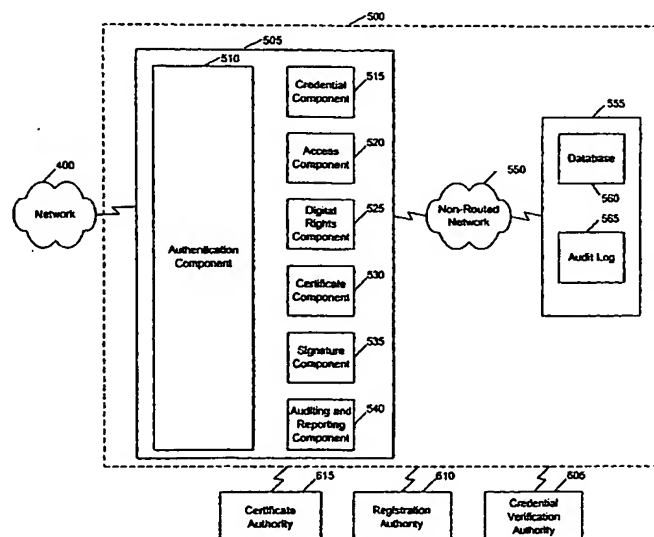 500
505
510
515
Credential
Component
520
Access
Component
525
Digital
Rights
Component
530
Certificate
Component
535
Signature
Component
540
Auditing and
Reporting
Component
Authentication
Component
400
Network
550
Non-Routed
Network
555
Database
560
565
Audit Log
615
Certificate
Authority
610
Registration
Authority
605
Credential
Verification
Authority